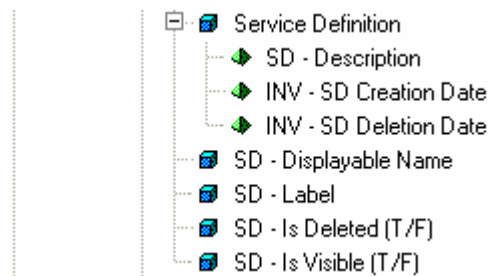 Service Definition
SD - Description
INV - SD Creation Date
INV - SD Deletion Date
SD - Displayable Name
SD - Label
SD - Is Deleted (T/F)
SD - Is Visible (T/F)